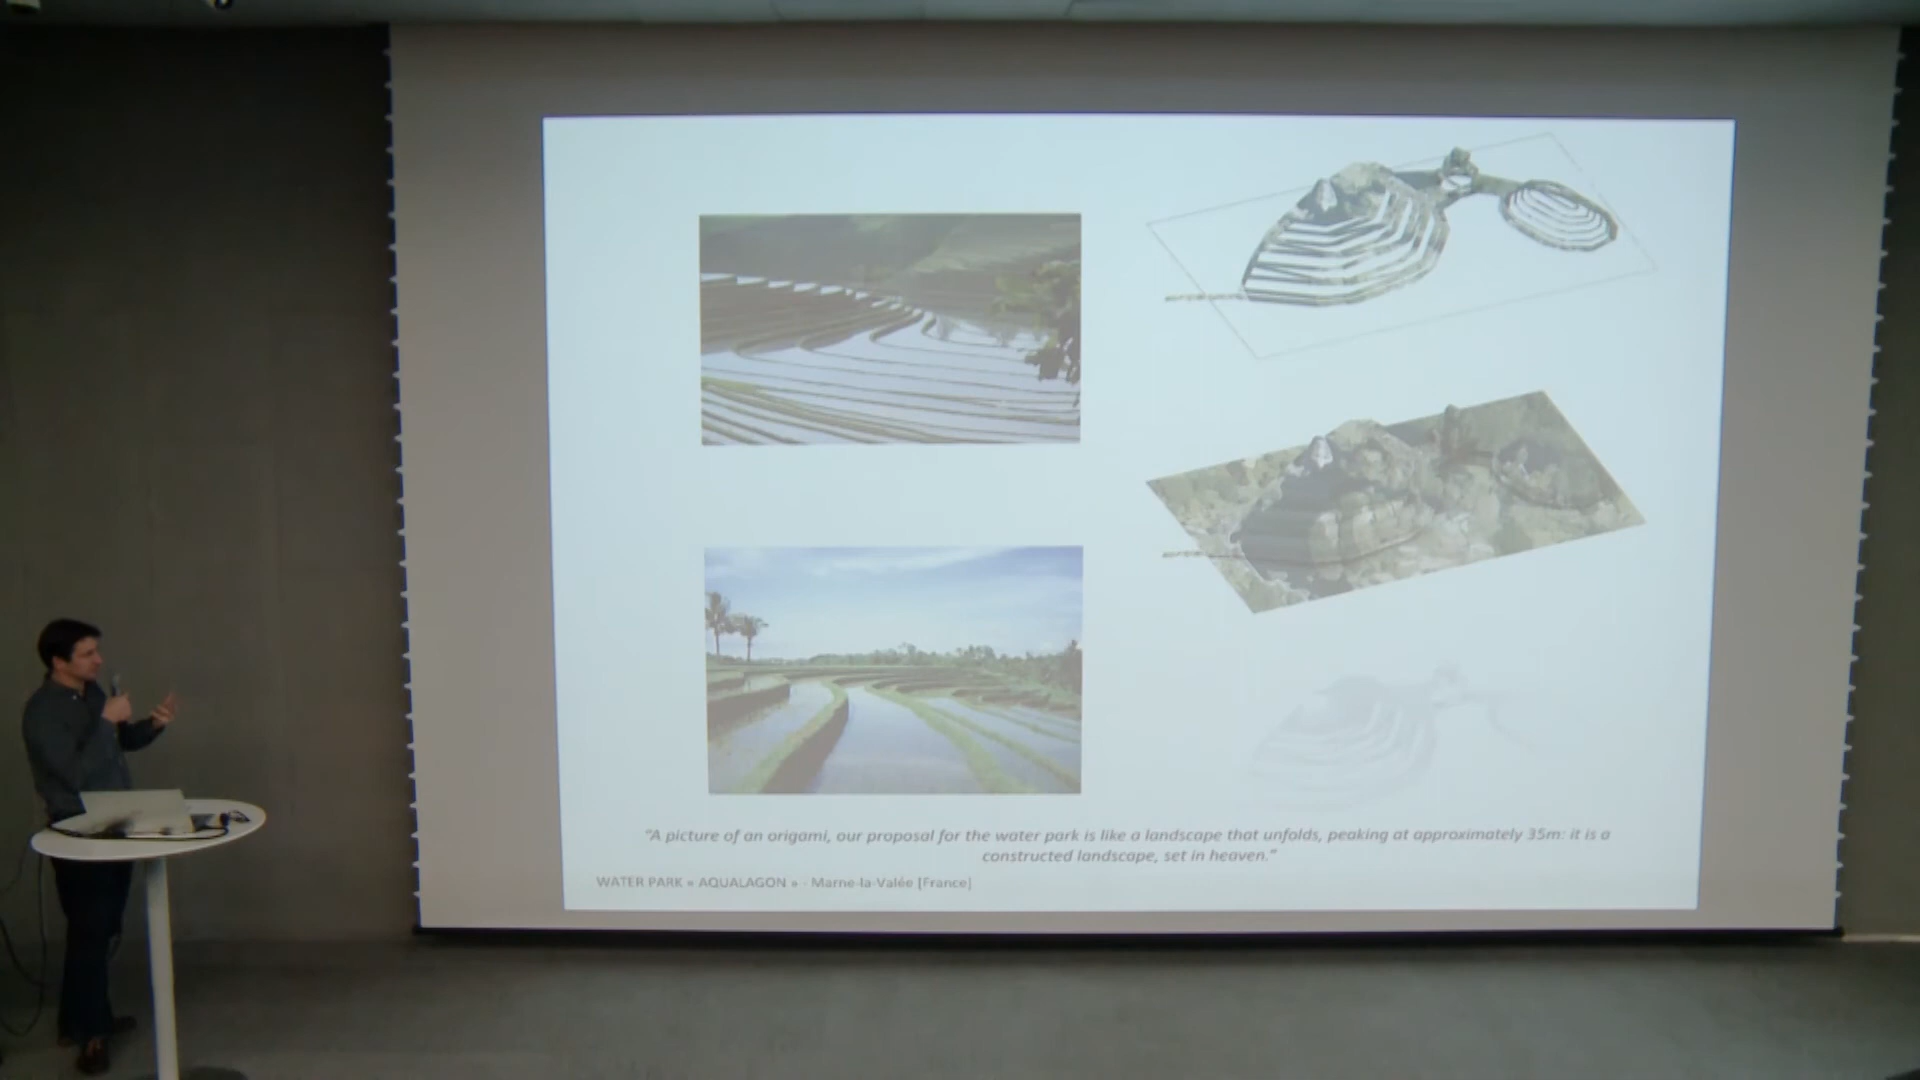 "A picture of an origami, our proposal for the water park is like a landscape that unfolds, peaking at approximately 35m: it is a
constructed landscape, set in heaven."
WATER PARK « AQUALAGON » - Marne-la-Valée [France]